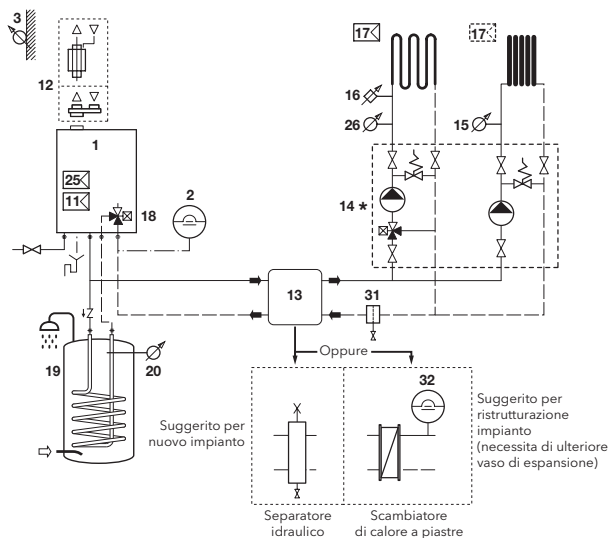 3
17
17
12
16
26
15
1
25
11
2
18
14 *
13
31
19
20
Oppure
32
Suggerito per
nuovo impianto
Suggerito per
ristrutturazione
impianto
(necessita di ulteriore
vaso di espansione)
Separatore
idraulico
Scambiatore
di calore a piastre